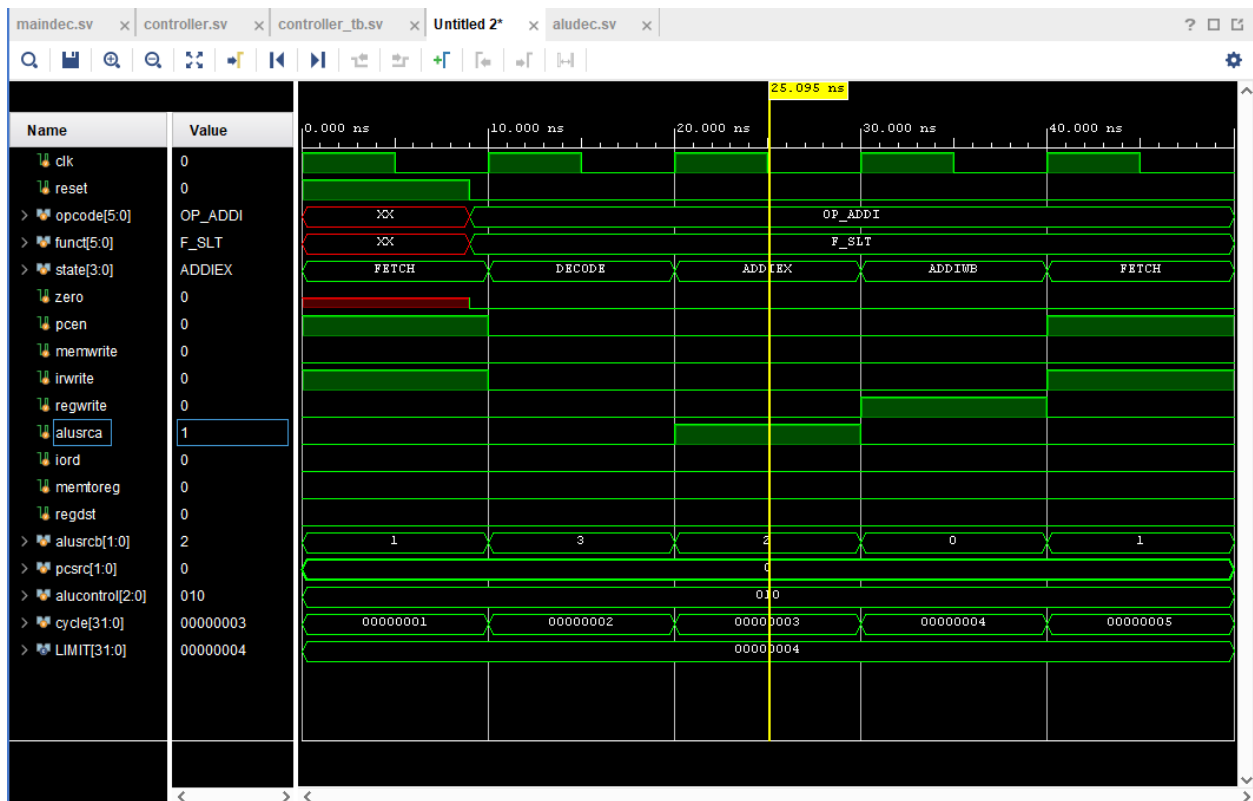 maindec.sv × controller.sv × controller_tb.sv × Untitled 2* × aludec.sv × ?
25.095 ns
Name Value 0.000 ns 10.000 ns 20.000 ns 30.000 ns 40.000 ns
clk 0
reset 0
> opcode[5:0] OP_ADDI XX OP_ADDI
> funct[5:0] F_SLT XX F_SLT
> state[3:0] ADDIEX FETCH DECODE ADDIEX ADDIWB FETCH
zero 0
pcen 0
memwrite 0
irwrite 0
regwrite 0
alusrca 1
iord 0
memtoreg 0
regdst 0
> alusrcb[1:0] 2 1 3 2 0 1
> pcsrc[1:0] 0 0
> alucontrol[2:0] 010 010
> cycle[31:0] 00000003 00000001 00000002 00000003 00000004 00000005
> LIMIT[31:0] 00000004 00000004